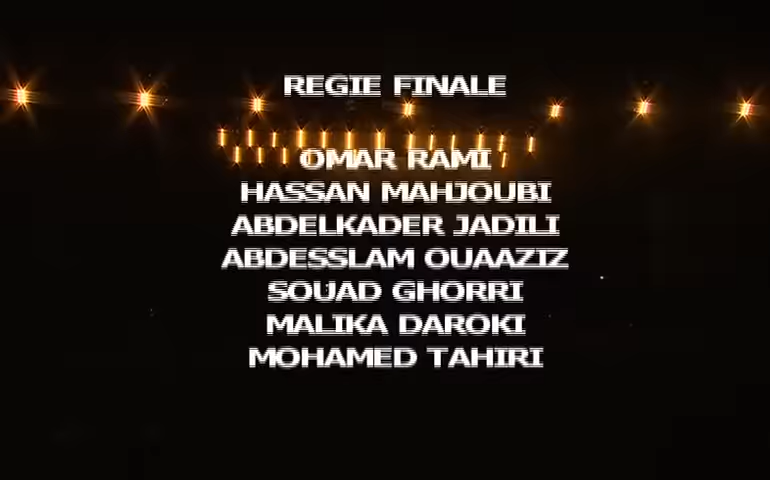 REGIE FINALE
OMAR RAMI
HASSAN MAHJOUBI
ABDELKADER JADILI
ABDESSLAM OUAAZIZ
SOUAD GHORRI
MALIKA DAROKI
MOHAMED TAHIRI